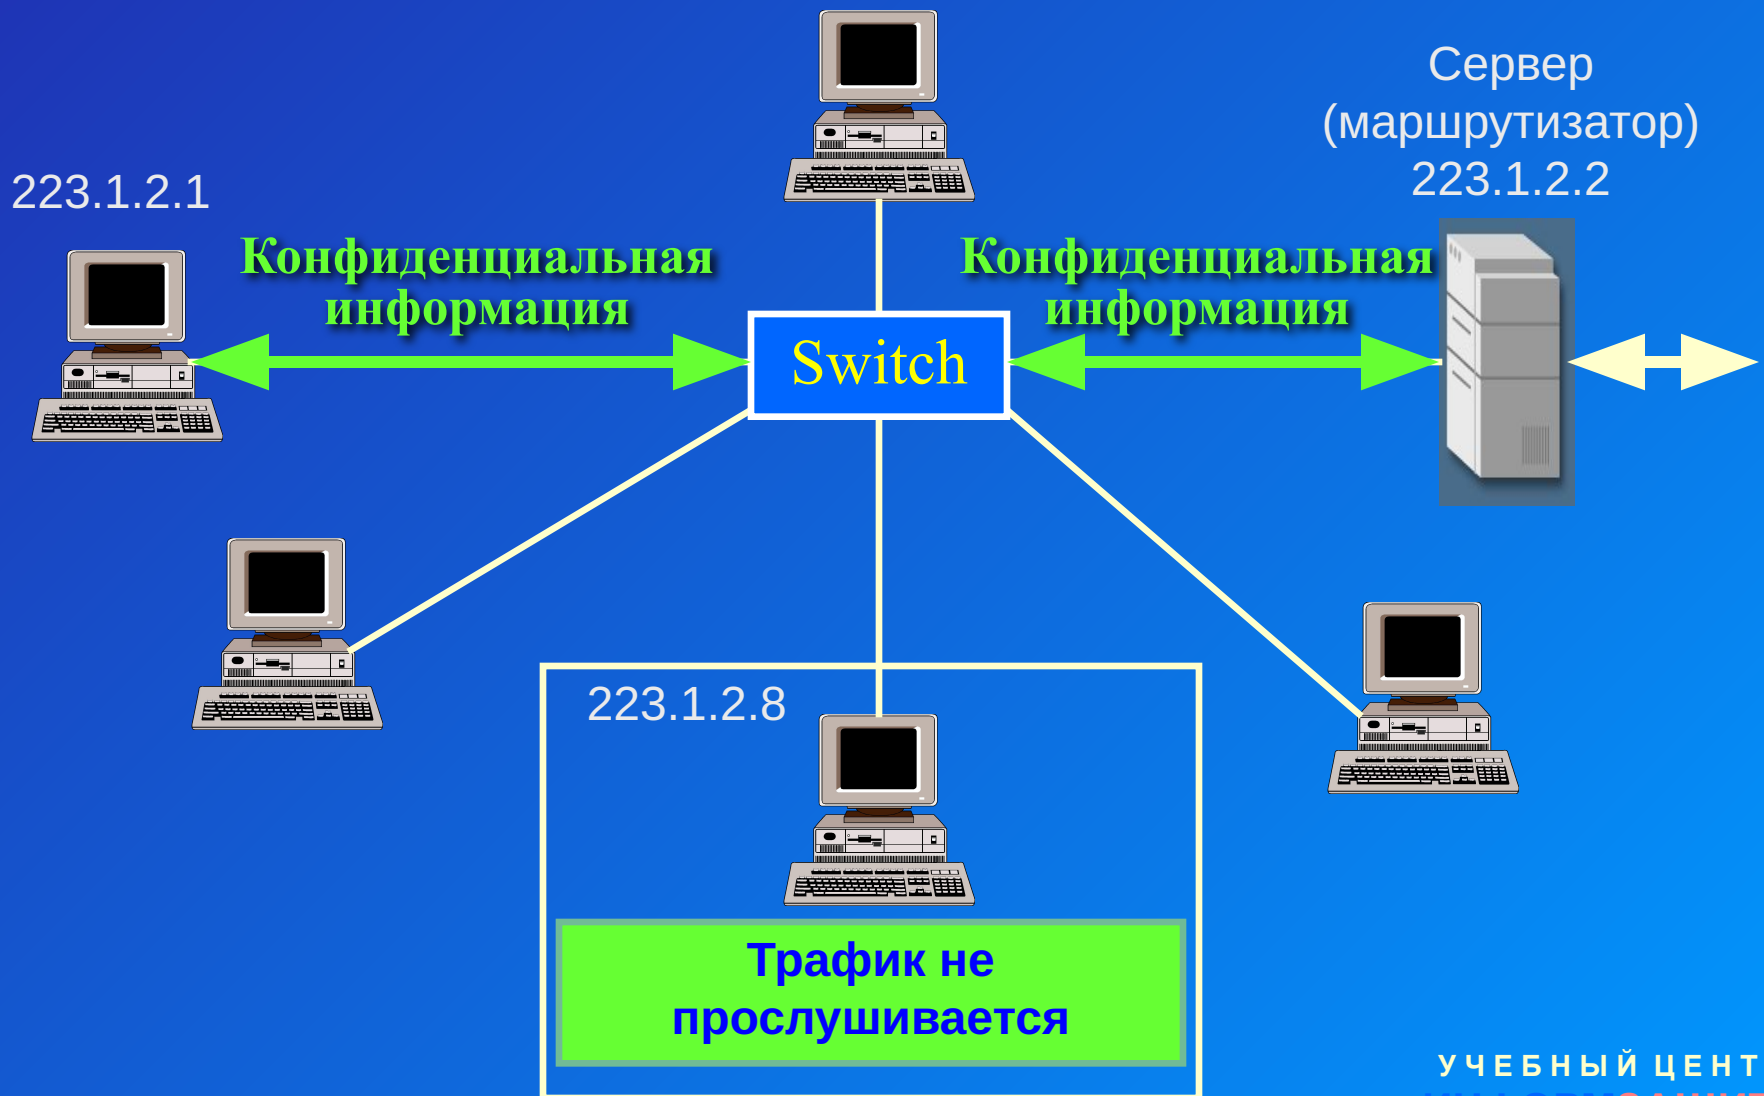 Сервер
(маршрутизатор)
223.1.2.2
223.1.2.1
Конфиденциальная
информация
Конфиденциальная
информация
Switch
223.1.2.8
Трафик не
прослушивается
УЧЕБНЫЙ ЦЕНТ